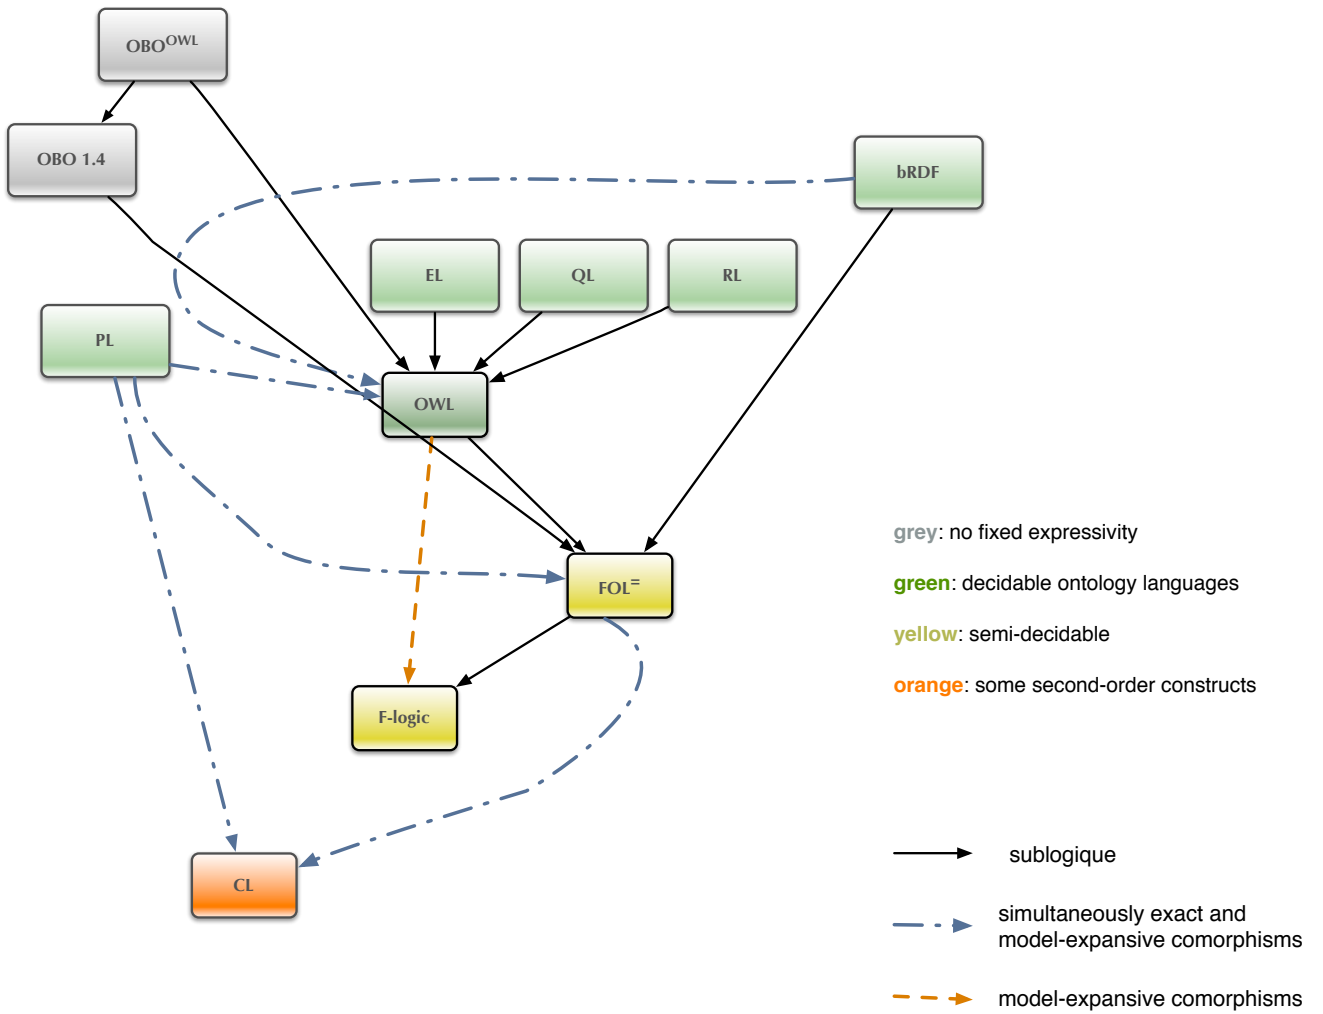 OBO^OWL
OBO 1.4
bRDF
EL
QL
RL
PL
OWL
FOL^=
F-logic
CL
grey: no fixed expressivity
green: decidable ontology languages
yellow: semi-decidable
orange: some second-order constructs
sublogique
simultaneously exact and
model-expansive comorphisms
model-expansive comorphisms